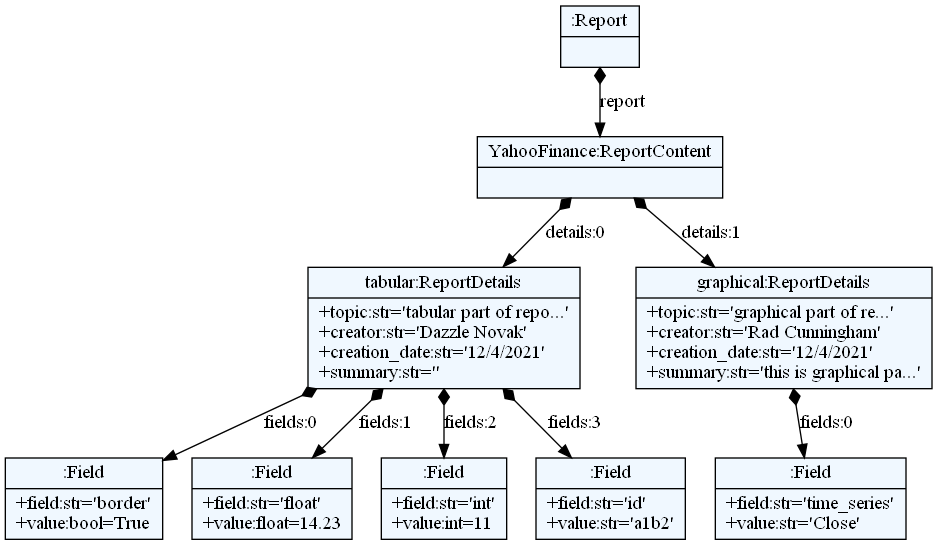 :Report
report
YahooFinance:ReportContent
details:0
details:1
tabular:ReportDetails
+topic:str='tabular part of repo...'
+creator:str='Dazzle Novak'
+creation_date:str='12/4/2021'
+summary:str=''
graphical:ReportDetails
+topic:str='graphical part of re...'
+creator:str='Rad Cunningham'
+creation_date:str='12/4/2021'
+summary:str='this is graphical pa...'
fields:0
fields:1
fields:2
fields:3
fields:0
:Field
+field:str='border'
+value:bool=True
:Field
+field:str='float'
+value:float=14.23
:Field
+field:str='int'
+value:int=11
:Field
+field:str='id'
+value:str='a1b2'
:Field
+field:str='time_series'
+value:str='Close'